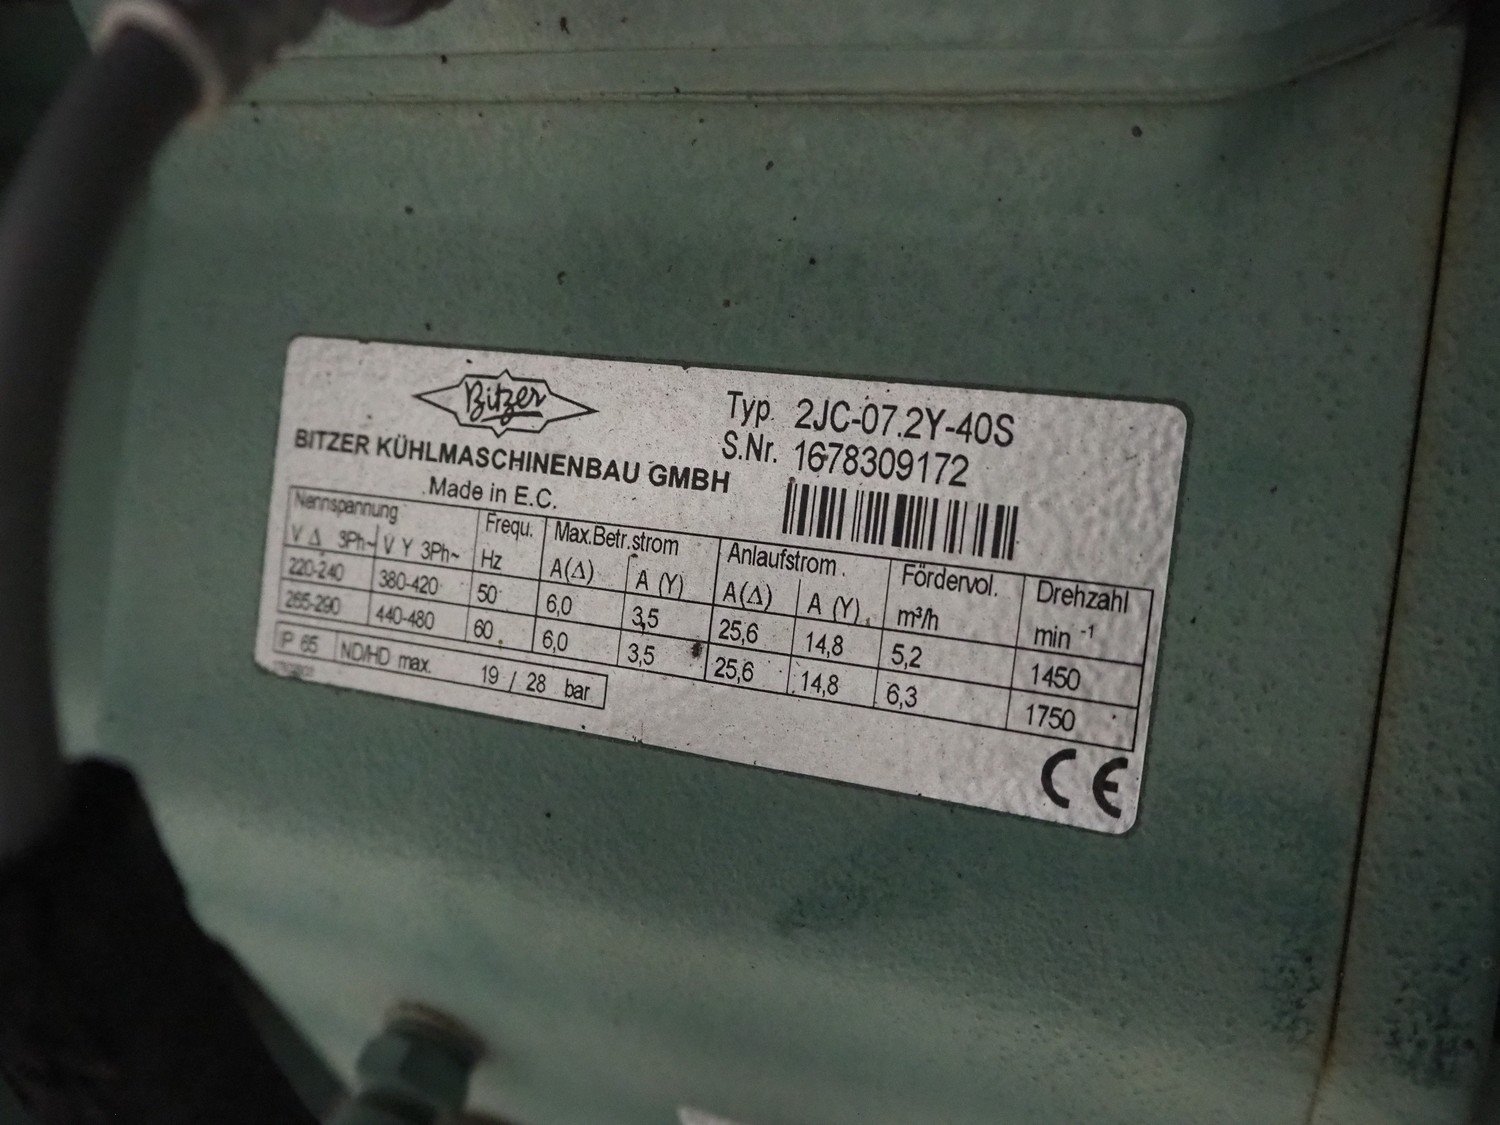 Bitzer
BITZER KÜHLMASCHINENBAU GMBH
Made in E.C.
Typ 2JC-07.2Y-40S
S.Nr. 1678309172
Nennspannung Frequ. Max.Betr.strom Anlaufstrom Fördervol. Drehzahl
V Δ 3Ph~ V Y 3Ph~ Hz A(Δ) A (Y) A(Δ) A (Y) m³/h min -1
220-240 380-420 50 6,0 3,5 25,6 14,8 5,2 1450
265-290 440-480 60 6,0 3,5 25,6 14,8 6,3 1750
IP 65 ND/HD max. 19 / 28 bar
CE